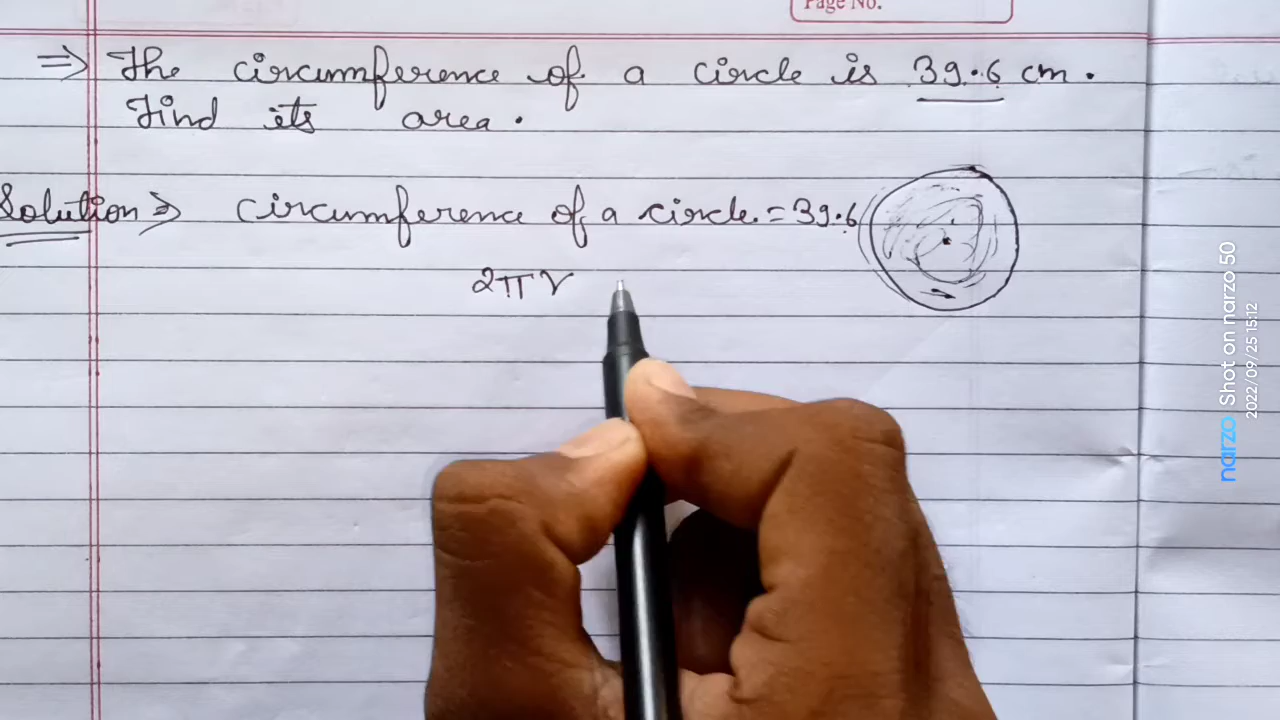 Page No.
⇒ The circumference of a circle is 39.6 cm.
Find its area.
Solution ⇒ Circumference of a circle. = 39.6
2πr
narzo Shot on narzo 50
2022/09/25 15:12